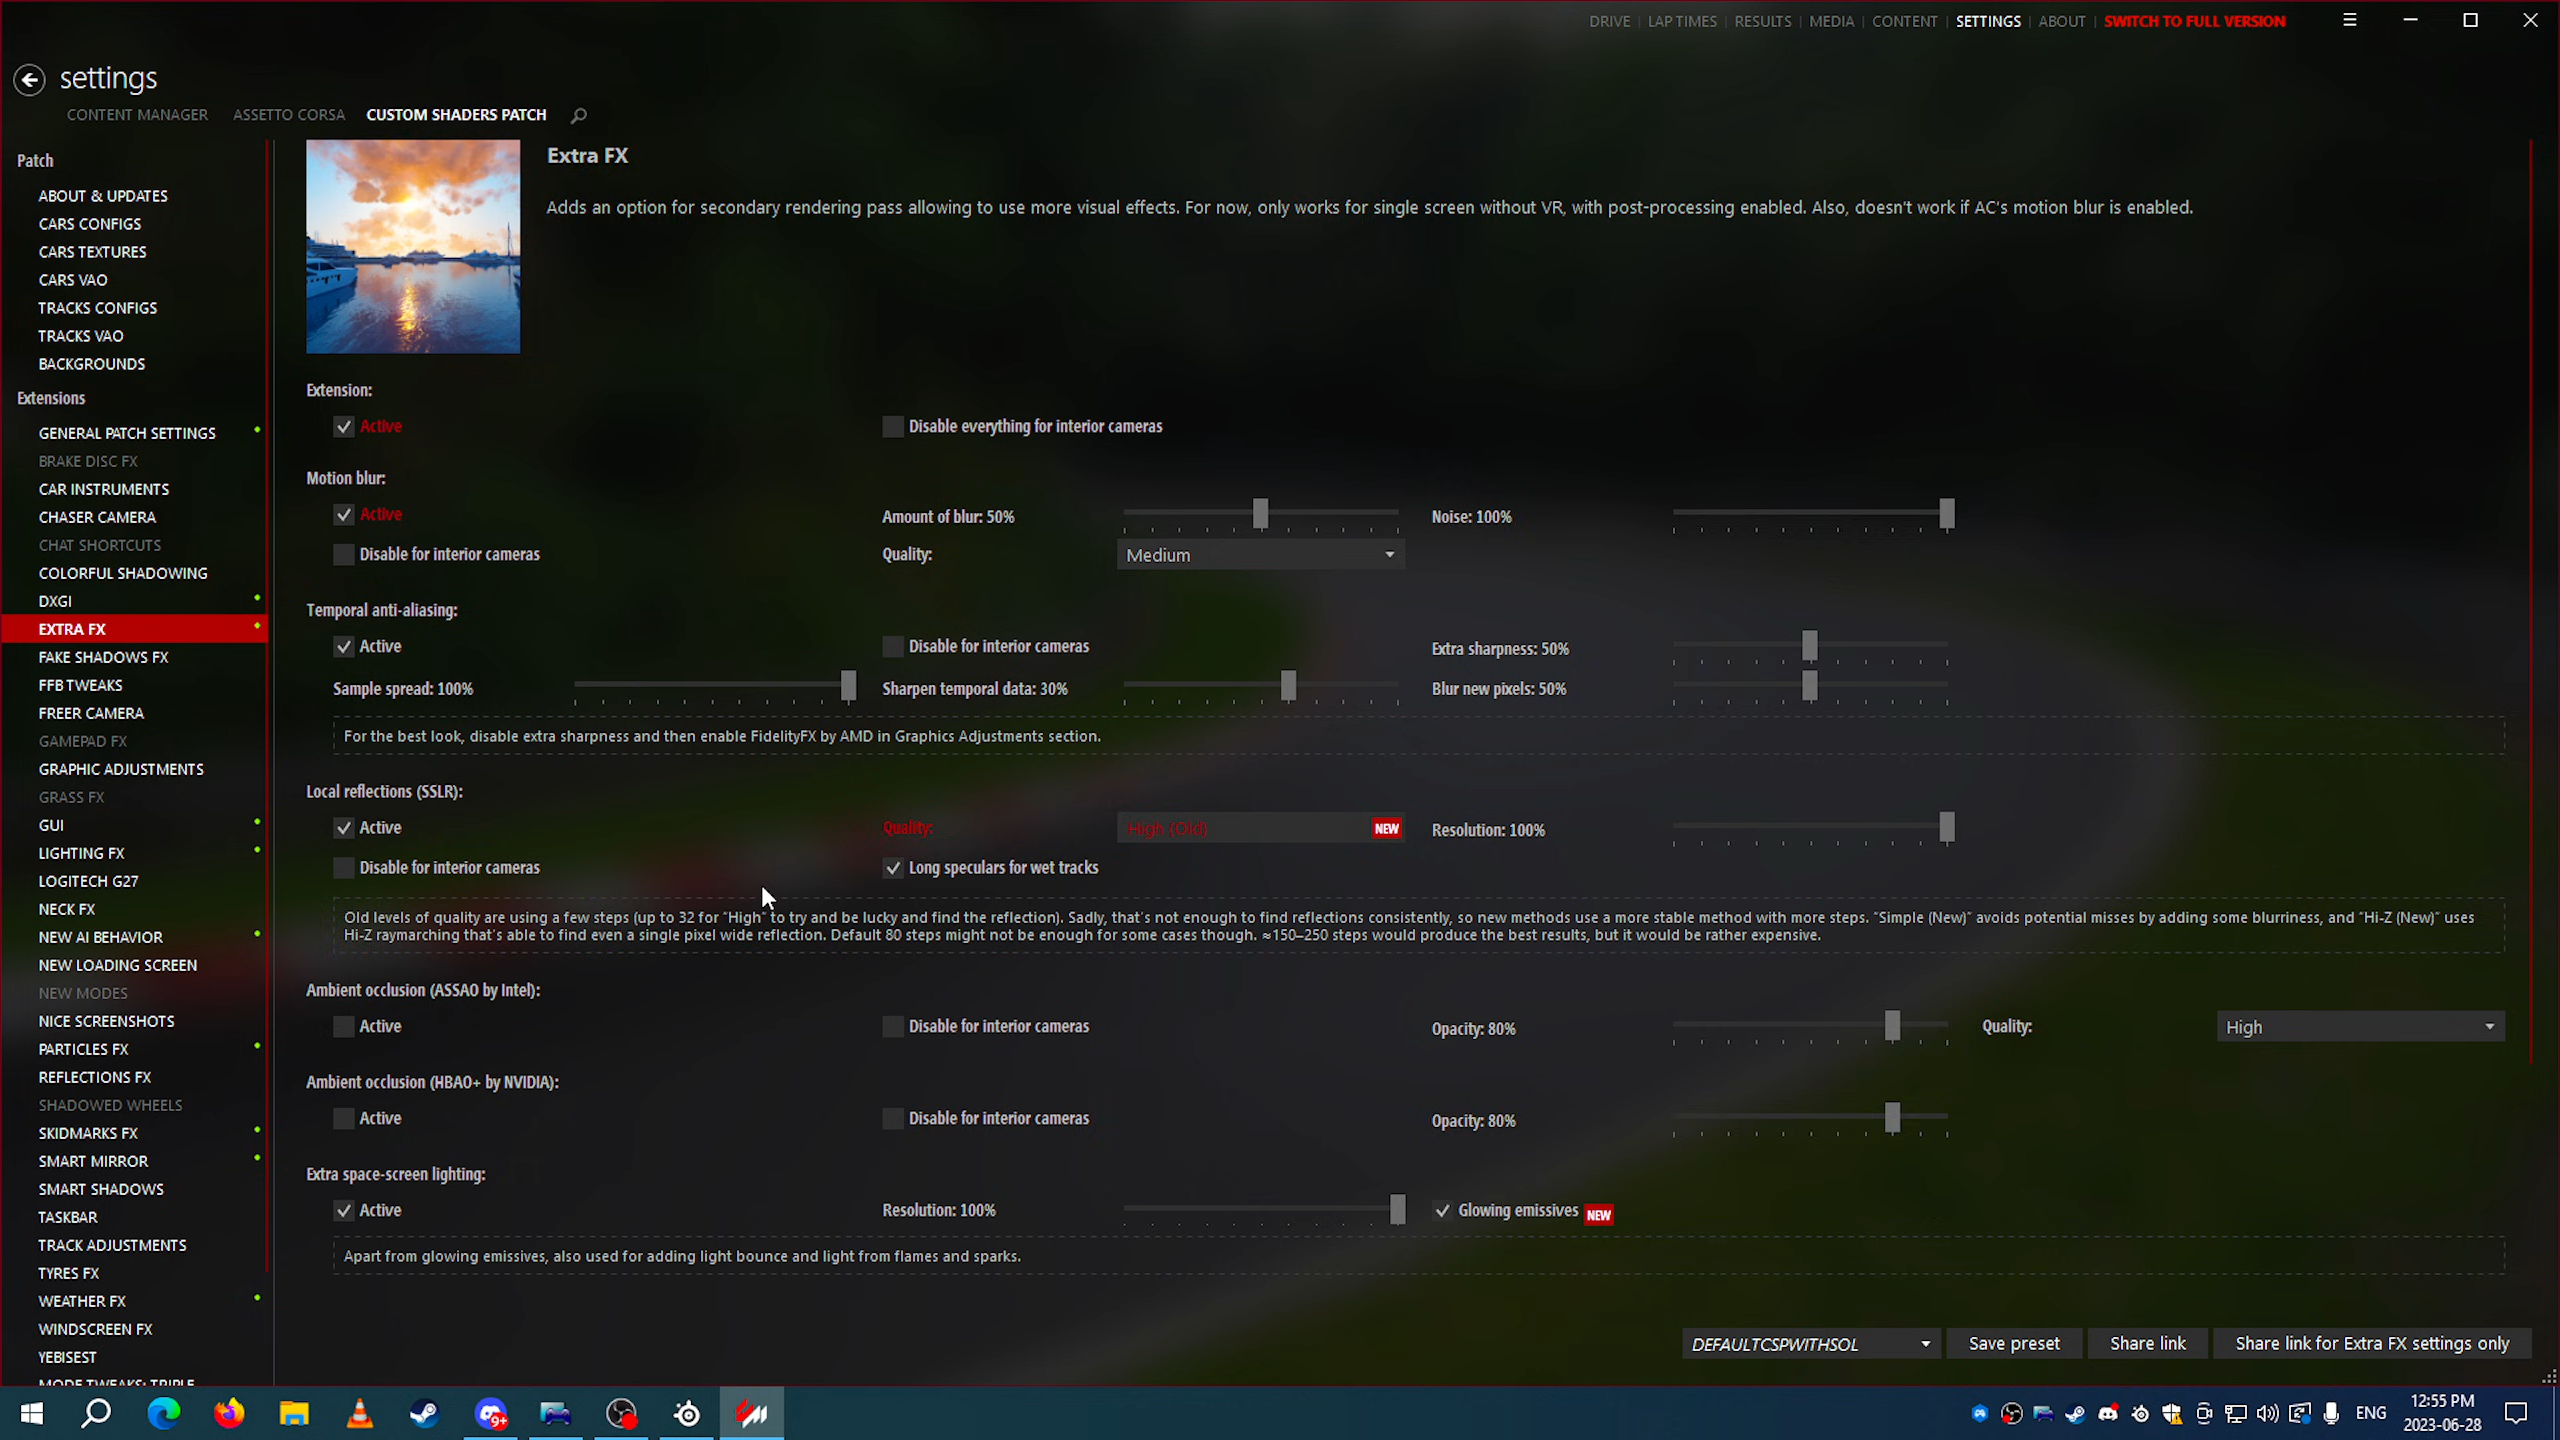 DRIVE | LAP TIMES | RESULTS | MEDIA | CONTENT | SETTINGS | ABOUT | SWITCH TO FULL VERSION
settings
CONTENT MANAGER ASSETTO CORSA CUSTOM SHADERS PATCH
Patch
ABOUT & UPDATES
CARS CONFIGS
CARS TEXTURES
CARS VAO
TRACKS CONFIGS
TRACKS VAO
BACKGROUNDS
Extensions
GENERAL PATCH SETTINGS
BRAKE DISC FX
CAR INSTRUMENTS
CHASER CAMERA
CHAT SHORTCUTS
COLORFUL SHADOWING
DXGI
EXTRA FX
FAKE SHADOWS FX
FFB TWEAKS
FREER CAMERA
GAMEPAD FX
GRAPHIC ADJUSTMENTS
GRASS FX
GUI
LIGHTING FX
LOGITECH G27
NECK FX
NEW AI BEHAVIOR
NEW LOADING SCREEN
NEW MODES
NICE SCREENSHOTS
PARTICLES FX
REFLECTIONS FX
SHADOWED WHEELS
SKIDMARKS FX
SMART MIRROR
SMART SHADOWS
TASKBAR
TRACK ADJUSTMENTS
TYRES FX
WEATHER FX
WINDSCREEN FX
YEBISEST
MODE TWEAKS: TRIPLE
Extra FX
Adds an option for secondary rendering pass allowing to use more visual effects. For now, only works for single screen without VR, with post-processing enabled. Also, doesn't work if AC's motion blur is enabled.
Extension:
Active Disable everything for interior cameras
Motion blur:
Active Amount of blur: 50% Noise: 100%
Disable for interior cameras Quality: Medium
Temporal anti-aliasing:
Active Disable for interior cameras Extra sharpness: 50%
Sample spread: 100% Sharpen temporal data: 30% Blur new pixels: 50%
For the best look, disable extra sharpness and then enable FidelityFX by AMD in Graphics Adjustments section.
Local reflections (SSLR):
Active Quality: High (Old) NEW Resolution: 100%
Disable for interior cameras Long speculars for wet tracks
Old levels of quality are using a few steps (up to 32 for “High” to try and be lucky and find the reflection). Sadly, that's not enough to find reflections consistently, so new methods use a more stable method with more steps. “Simple (New)” avoids potential misses by adding some blurriness, and “Hi-Z (New)” uses
Hi-Z raymarching that's able to find even a single pixel wide reflection. Default 80 steps might not be enough for some cases though. ≈150–250 steps would produce the best results, but it would be rather expensive.
Ambient occlusion (ASSAO by Intel):
Active Disable for interior cameras Opacity: 80% Quality: High
Ambient occlusion (HBAO+ by NVIDIA):
Active Disable for interior cameras Opacity: 80%
Extra space-screen lighting:
Active Resolution: 100% Glowing emissives NEW
Apart from glowing emissives, also used for adding light bounce and light from flames and sparks.
DEFAULTCSPWITHSOL Save preset Share link Share link for Extra FX settings only
9+ ENG 12:55 PM
2023-06-28